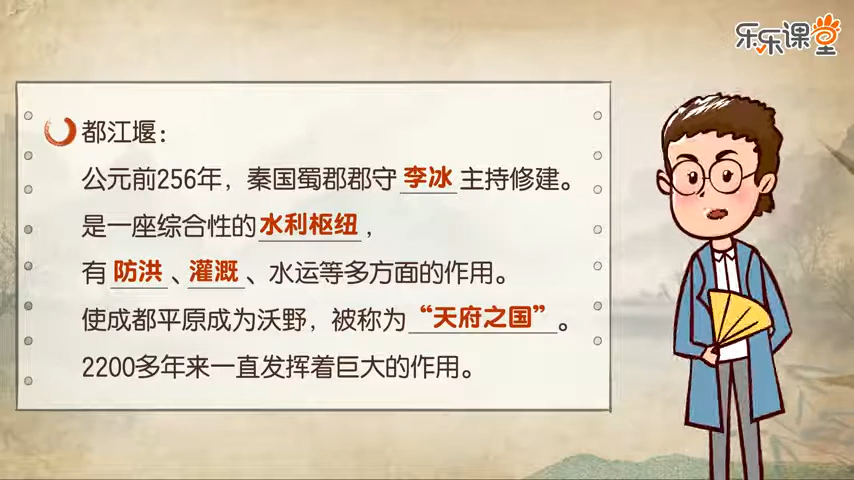 乐乐课堂
都江堰：
公元前256年，秦国蜀郡郡守李冰主持修建。
是一座综合性的水利枢纽，
有防洪、灌溉、水运等多方面的作用。
使成都平原成为沃野，被称为“天府之国”。
2200多年来一直发挥着巨大的作用。